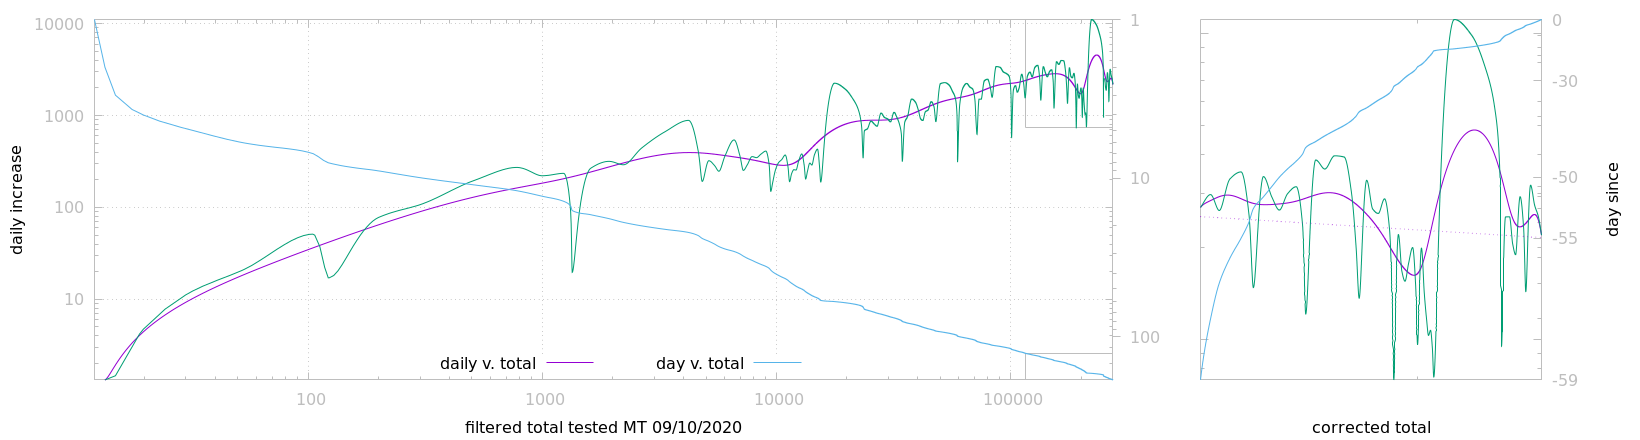 10000
1000
100
10
daily increase
daily v. total
day v. total
100
1000
10000
100000
filtered total tested MT 09/10/2020
1
10
100
0
-30
-50
-55
-59
day since
corrected total